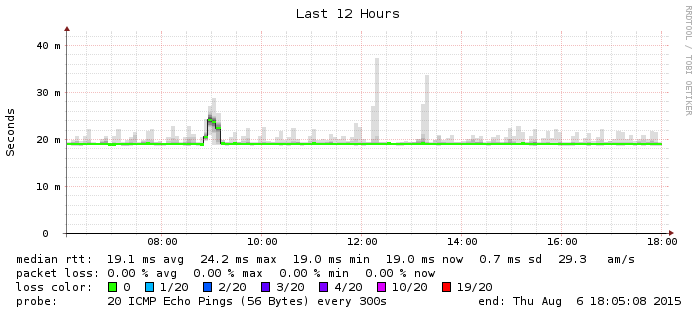 Last 12 Hours
RRDTOOL / TOBI OETIKER
Seconds
40 m
30 m
20 m
10 m
0
08:00 10:00 12:00 14:00 16:00 18:00
median rtt: 19.1 ms avg 24.2 ms max 19.0 ms min 19.0 ms now 0.7 ms sd 29.3 am/s
packet loss: 0.00 % avg 0.00 % max 0.00 % min 0.00 % now
loss color: 0 1/20 2/20 3/20 4/20 10/20 19/20
probe: 20 ICMP Echo Pings (56 Bytes) every 300s end: Thu Aug 6 18:05:08 2015